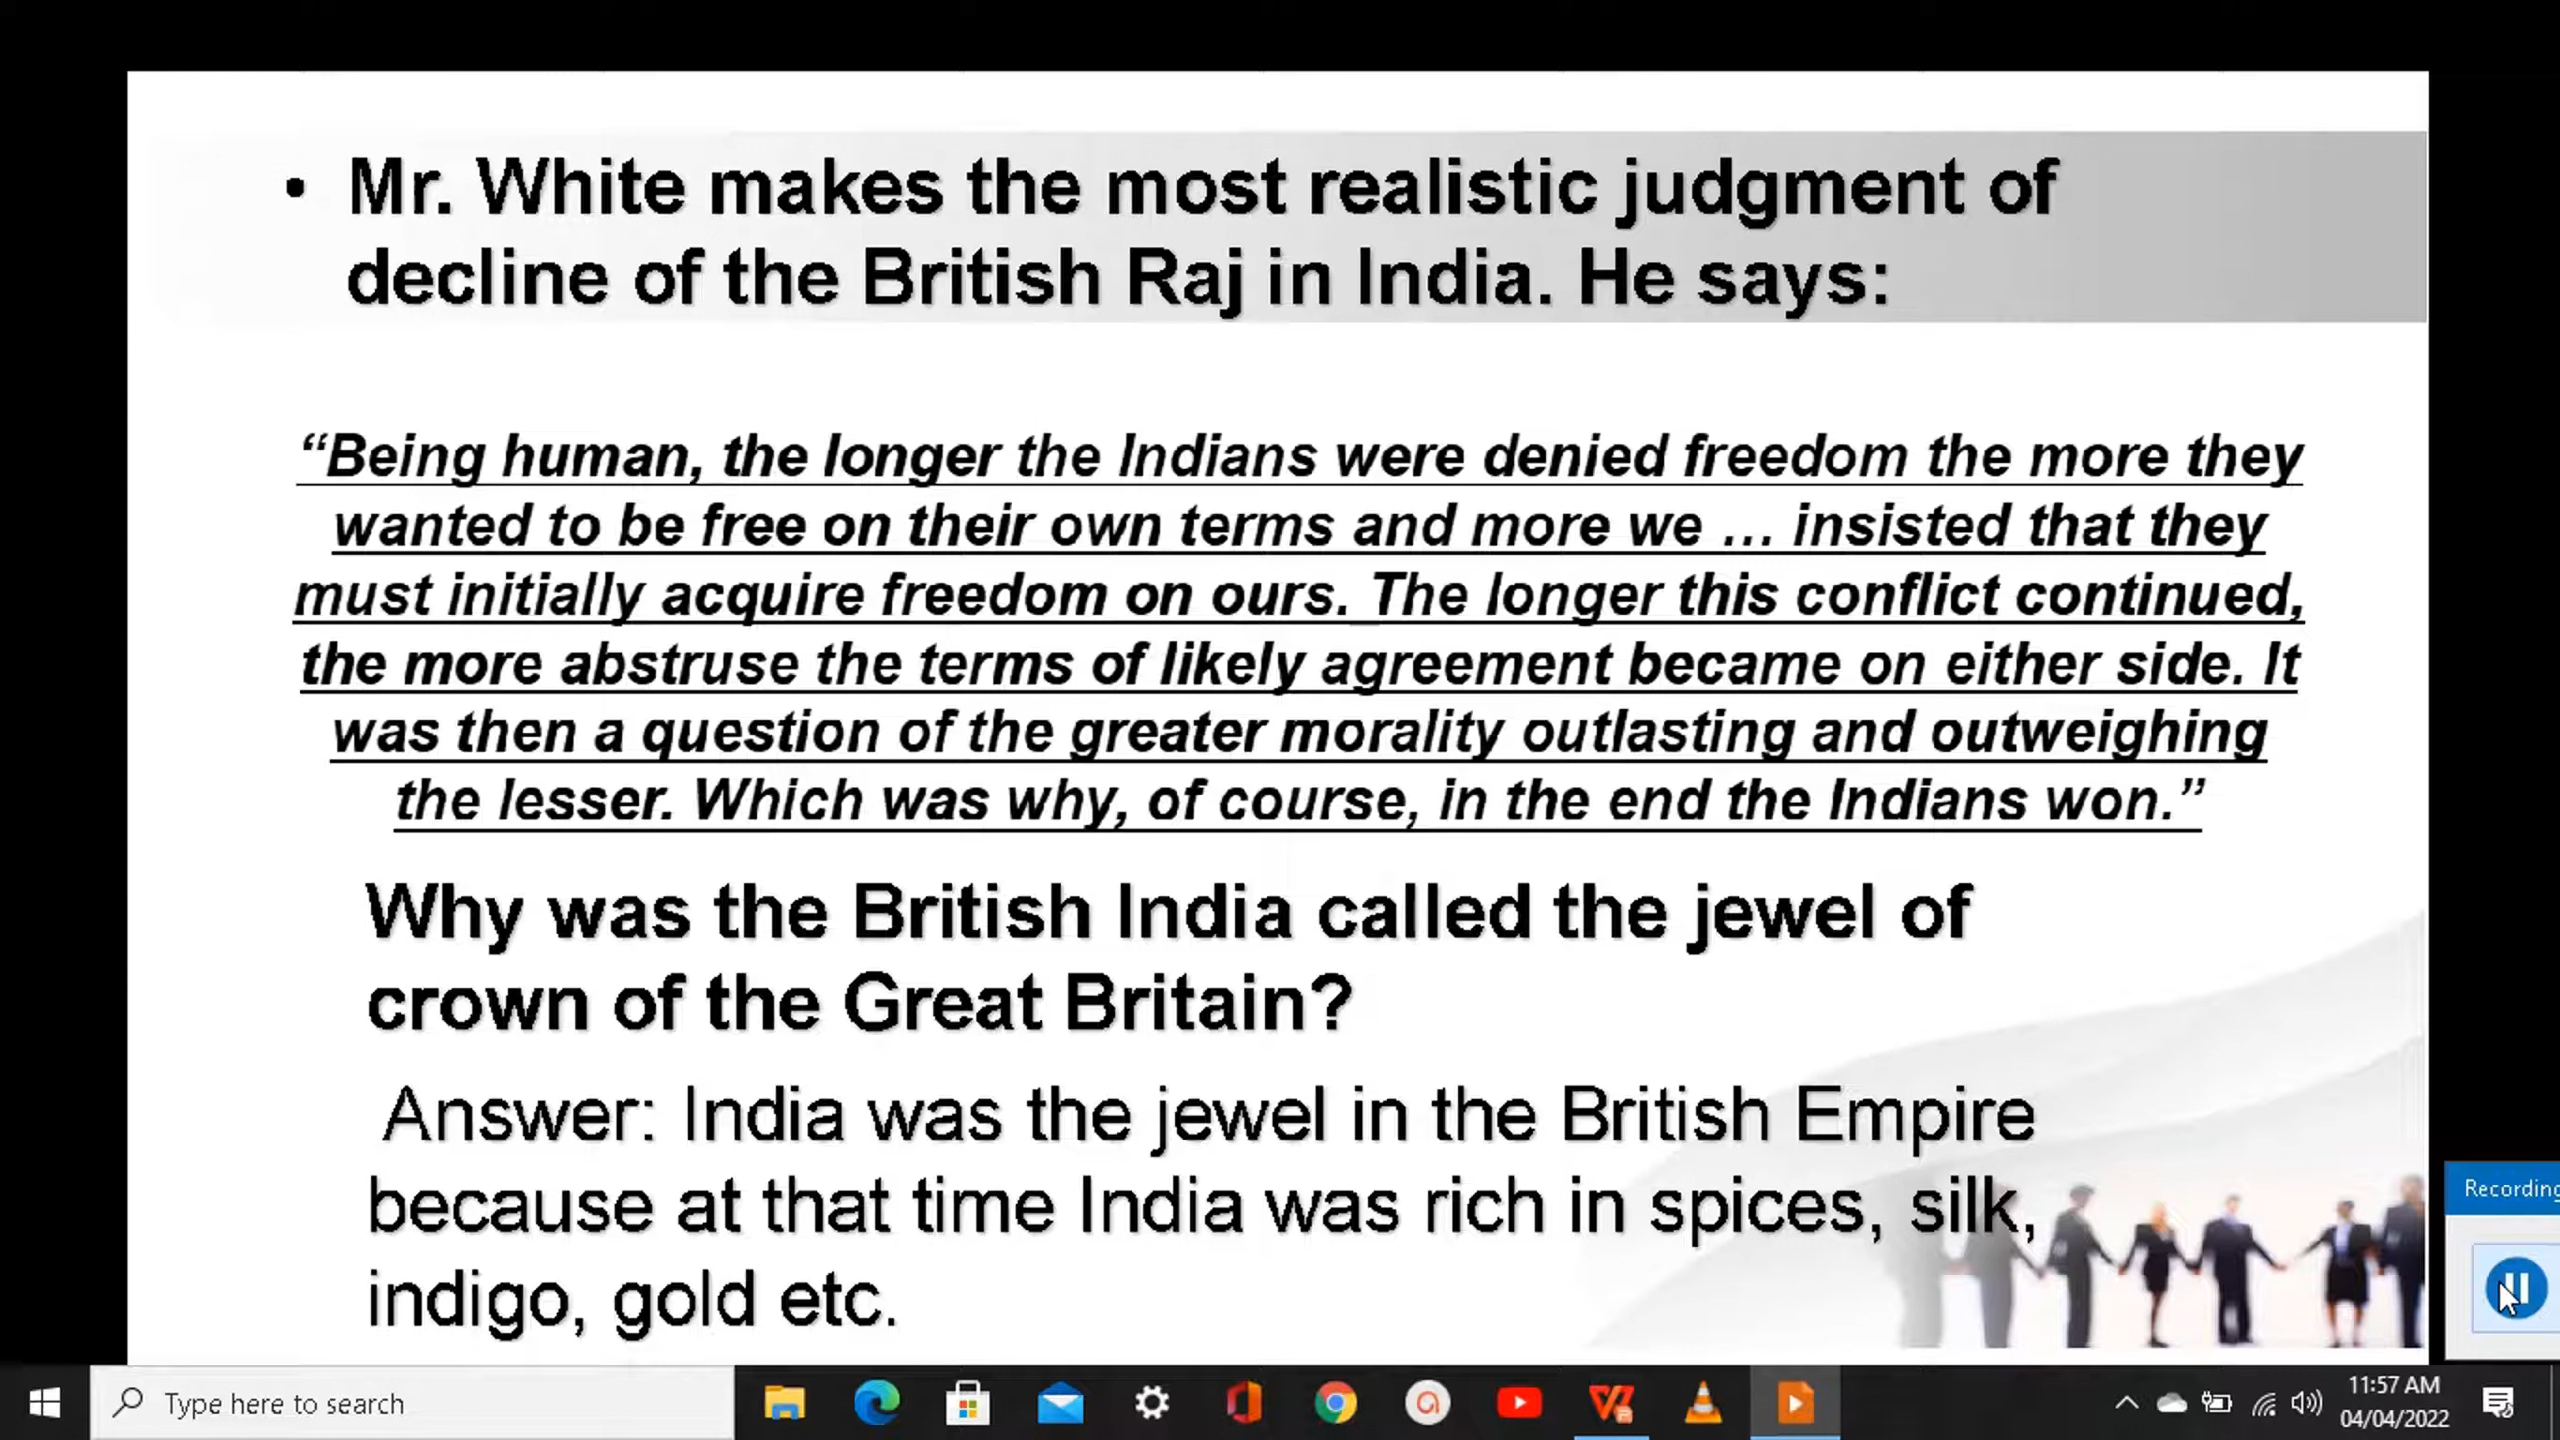 • Mr. White makes the most realistic judgment of
decline of the British Raj in India. He says:
“Being human, the longer the Indians were denied freedom the more they
wanted to be free on their own terms and more we ... insisted that they
must initially acquire freedom on ours. The longer this conflict continued,
the more abstruse the terms of likely agreement became on either side. It
was then a question of the greater morality outlasting and outweighing
the lesser. Which was why, of course, in the end the Indians won.”
Why was the British India called the jewel of
crown of the Great Britain?
Answer: India was the jewel in the British Empire
because at that time India was rich in spices, silk,
indigo, gold etc.
Recording
Type here to search
11:57 AM
04/04/2022